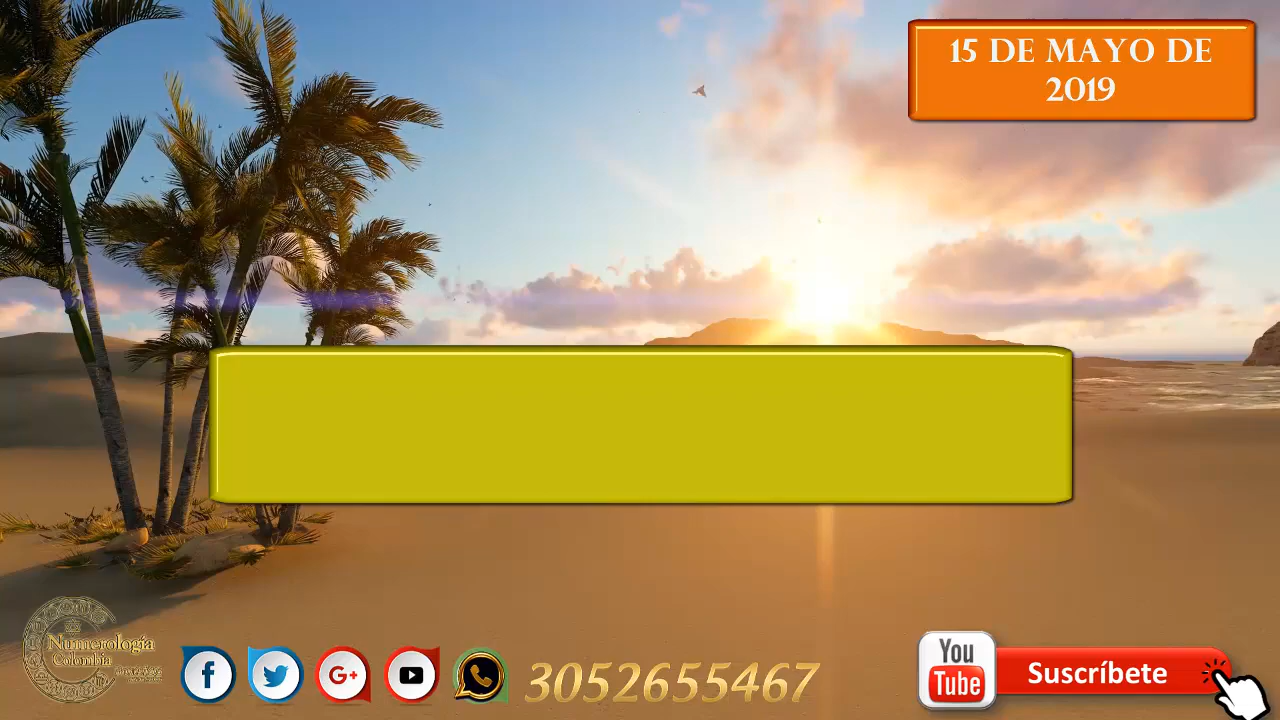 15 DE MAYO DE
2019
Numerología
Colombia
G+
3052655467
You
Tube
Suscríbete